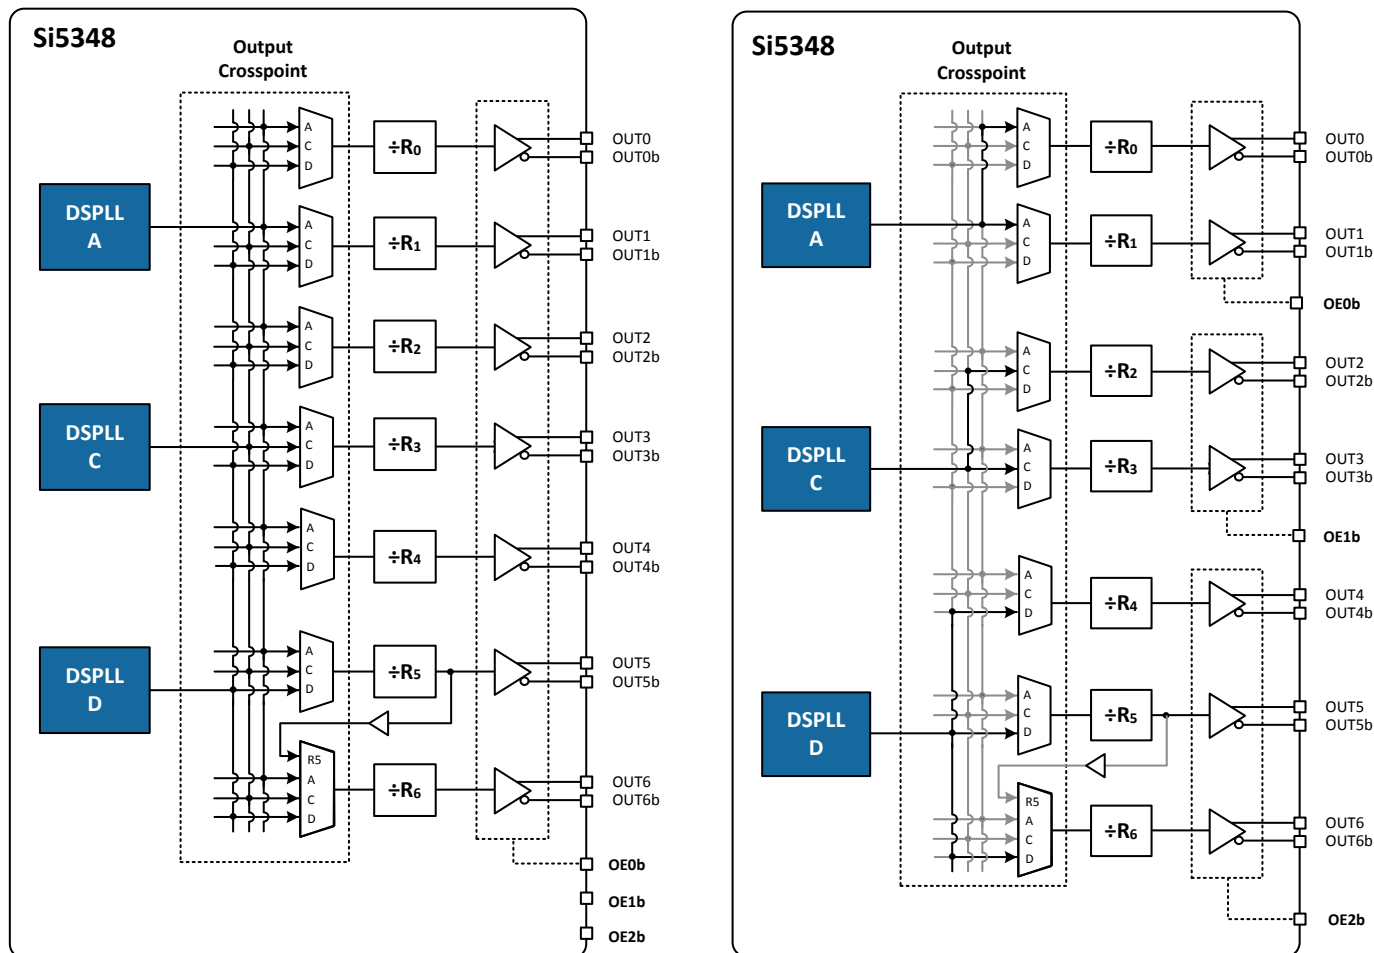 Si5348
Output
Crosspoint
A
C
D
÷R0
OUT0
OUT0b
DSPLL
A
A
C
D
÷R1
OUT1
OUT1b
A
C
D
÷R2
OUT2
OUT2b
DSPLL
C
A
C
D
÷R3
OUT3
OUT3b
A
C
D
÷R4
OUT4
OUT4b
DSPLL
D
A
C
D
÷R5
OUT5
OUT5b
R5
A
C
D
÷R6
OUT6
OUT6b
OE0b
OE1b
OE2b
Si5348
Output
Crosspoint
A
C
D
÷R0
OUT0
OUT0b
DSPLL
A
A
C
D
÷R1
OUT1
OUT1b
OE0b
A
C
D
÷R2
OUT2
OUT2b
DSPLL
C
A
C
D
÷R3
OUT3
OUT3b
OE1b
A
C
D
÷R4
OUT4
OUT4b
DSPLL
D
A
C
D
÷R5
OUT5
OUT5b
R5
A
C
D
÷R6
OUT6
OUT6b
OE2b